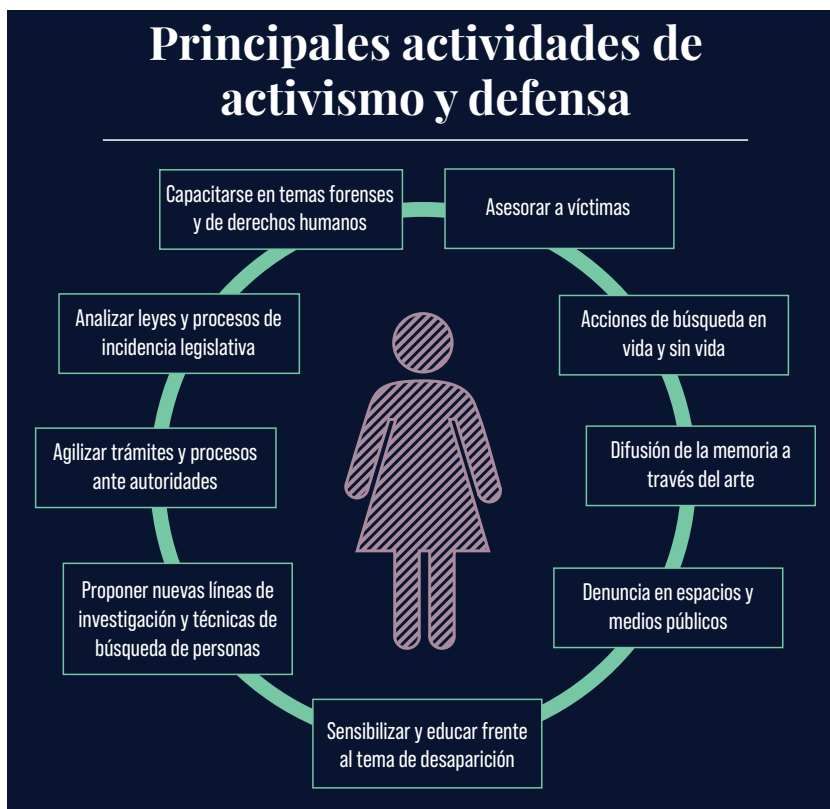 Principales actividades de
activismo y defensa
Capacitarse en temas forenses
y de derechos humanos
Asesorar a víctimas
Analizar leyes y procesos de
incidencia legislativa
Acciones de búsqueda en
vida y sin vida
Agilizar trámites y procesos
ante autoridades
Difusión de la memoria a
través del arte
Proponer nuevas líneas de
investigación y técnicas de
búsqueda de personas
Denuncia en espacios y
medios públicos
Sensibilizar y educar frente
al tema de desaparición